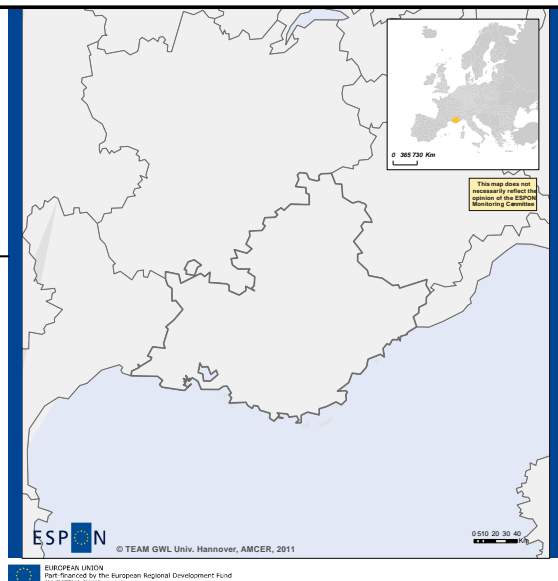 0 365 730 Km
This map does not
necessarily reflect the
opinion of the ESPON
Monitoring Committee
ESPON
© TEAM GWL Univ. Hannover, AMCER, 2011
0 5 10 20 30 40
Km
EUROPEAN UNION
Part-financed by the European Regional Development Fund